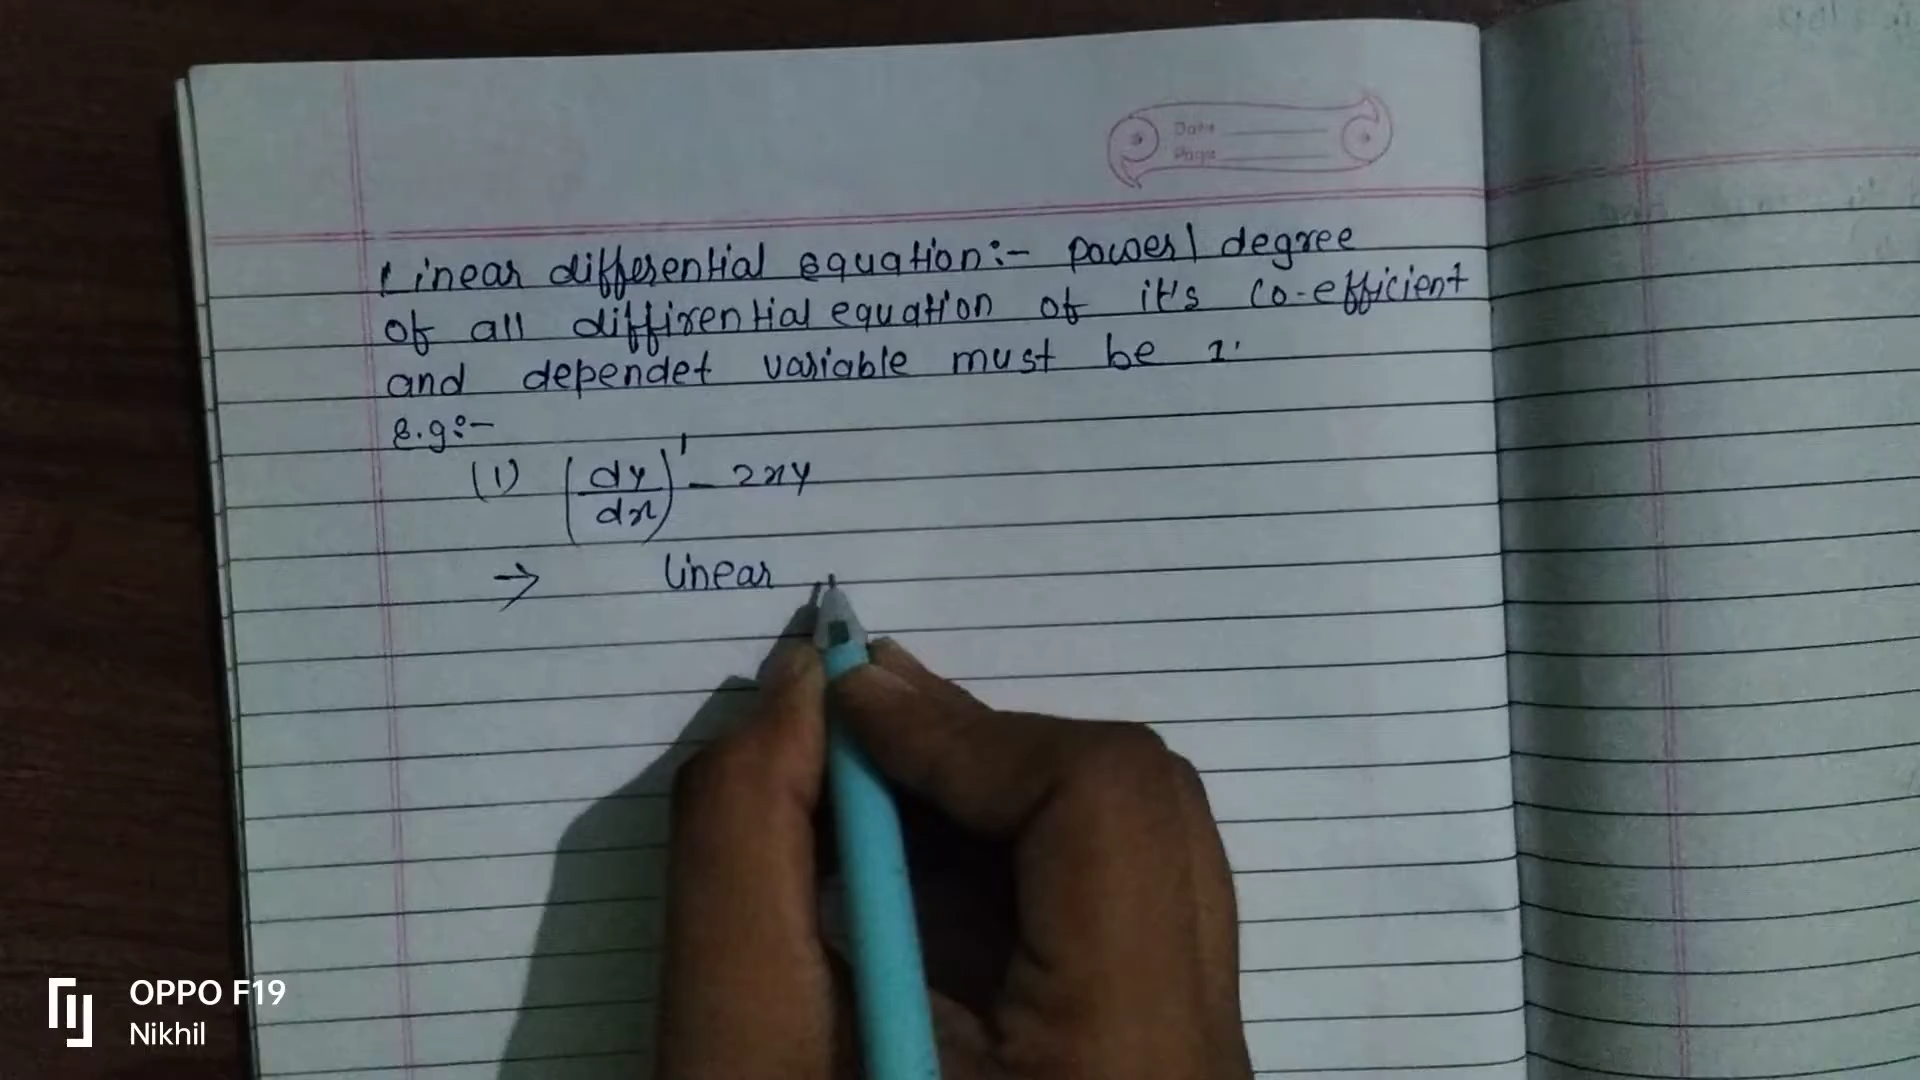 Date
Page
Linear differential equation:- power/ degree
of all diffirential equation of it's co-efficient
and dependet variable must be 1.
e.g:-
(1) (dy/dx)¹ - 2xy
→ linear
OPPO F19
Nikhil